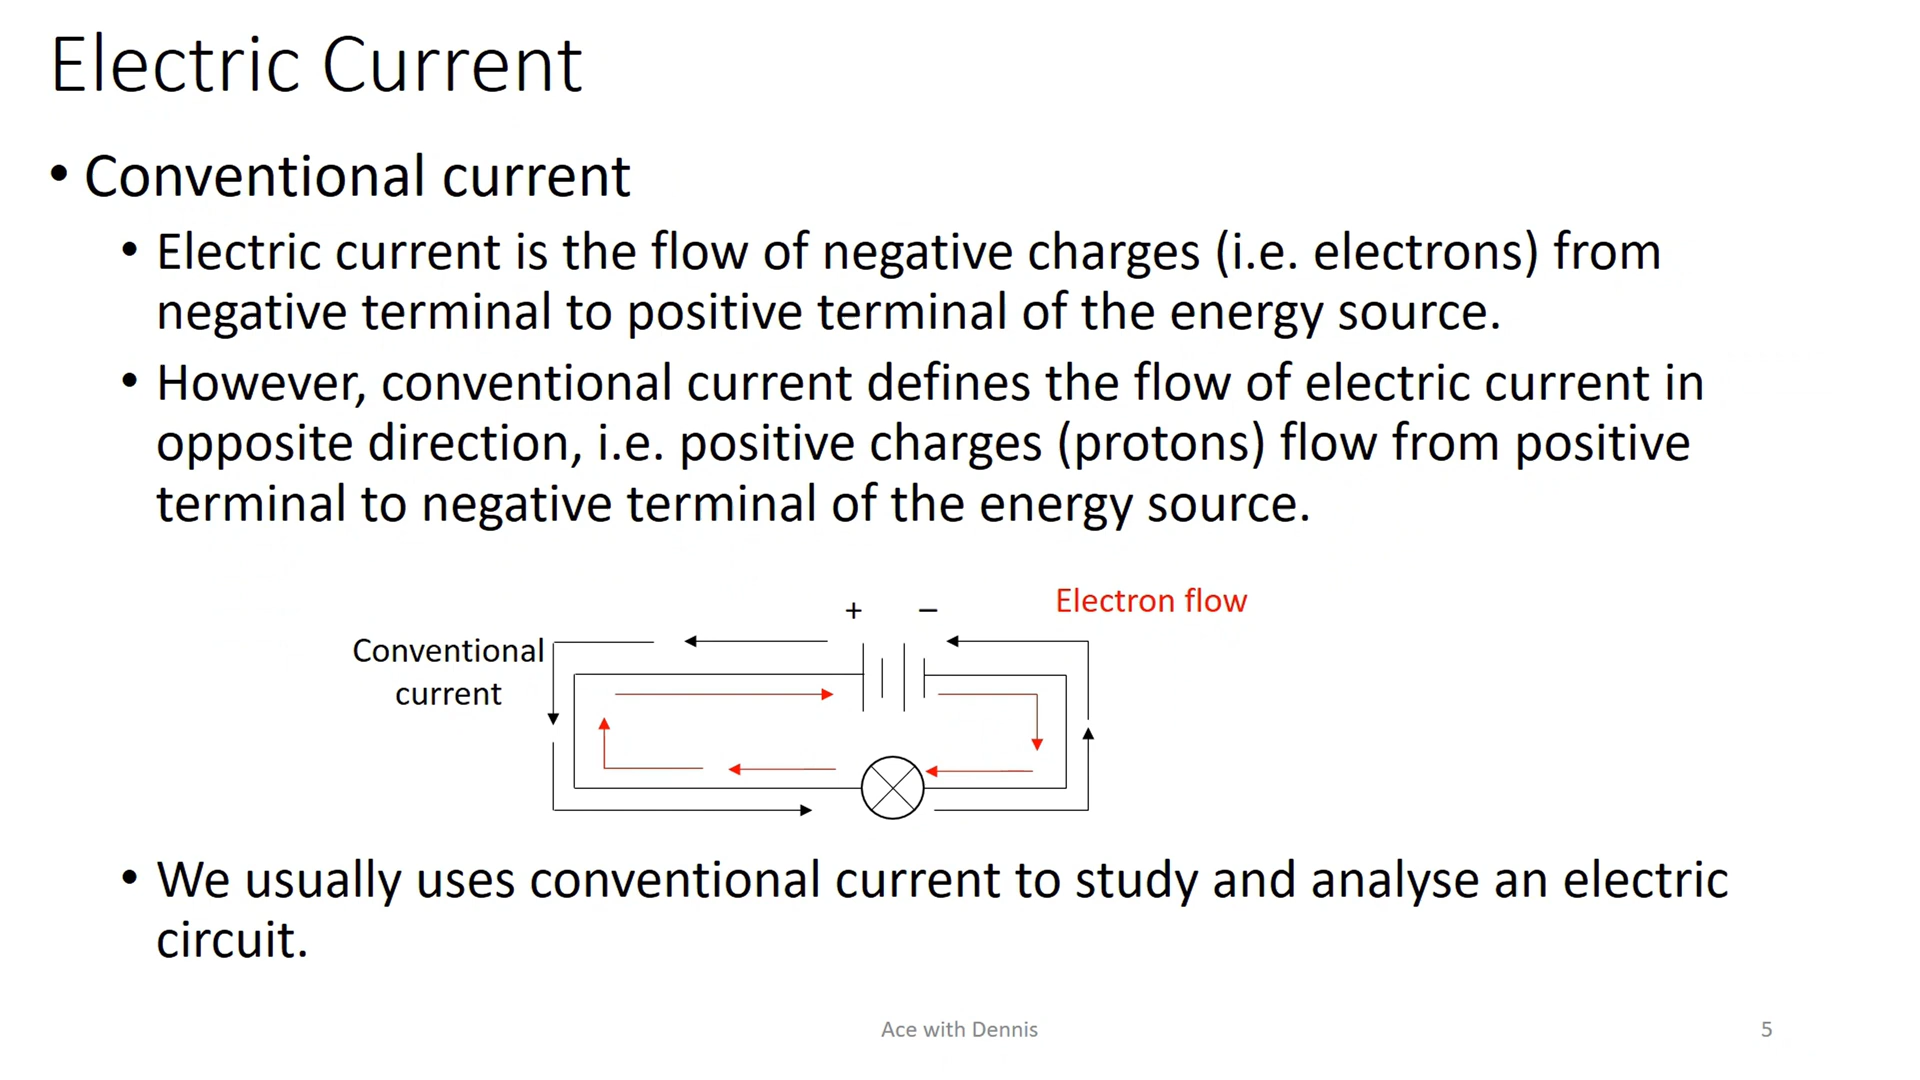 Electric Current
• Conventional current
• Electric current is the flow of negative charges (i.e. electrons) from
negative terminal to positive terminal of the energy source.
• However, conventional current defines the flow of electric current in
opposite direction, i.e. positive charges (protons) flow from positive
terminal to negative terminal of the energy source.
+ −
Electron flow
Conventional
current
• We usually uses conventional current to study and analyse an electric
circuit.
Ace with Dennis
5